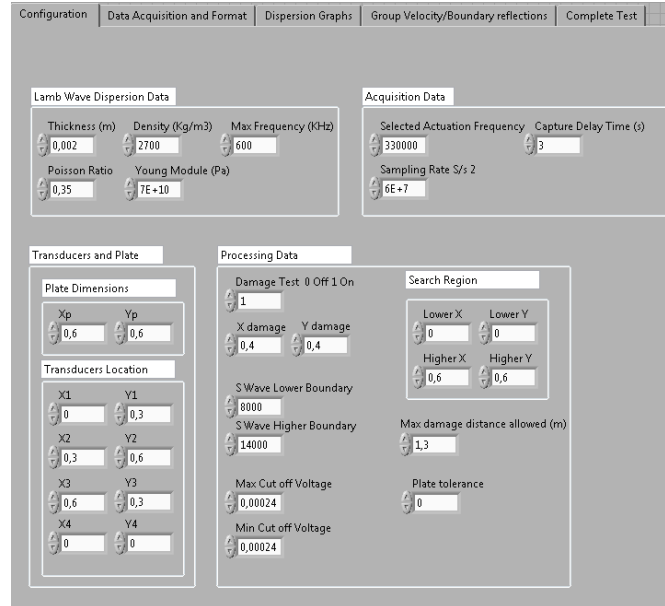 Configuration Data Acquisition and Format Dispersion Graphs Group Velocity/Boundary reflections Complete Test
Lamb Wave Dispersion Data
Thickness (m) Density (Kg/m3) Max Frequency (KHz)
0,002 2700 600
Poisson Ratio Young Module (Pa)
0,35 7E+10
Acquisition Data
Selected Actuation Frequency Capture Delay Time (s)
330000 3
Sampling Rate S/s 2
6E+7
Transducers and Plate
Plate Dimensions
Xp Yp
0,6 0,6
Transducers Location
X1 Y1
0 0,3
X2 Y2
0,3 0,6
X3 Y3
0,6 0,3
X4 Y4
0 0
Processing Data
Damage Test 0 Off 1 On
1
X damage Y damage
0,4 0,4
S Wave Lower Boundary
8000
S Wave Higher Boundary
14000
Max Cut off Voltage
0,00024
Min Cut off Voltage
0,00024
Search Region
Lower X Lower Y
0 0
Higher X Higher Y
0,6 0,6
Max damage distance allowed (m)
1,3
Plate tolerance
0